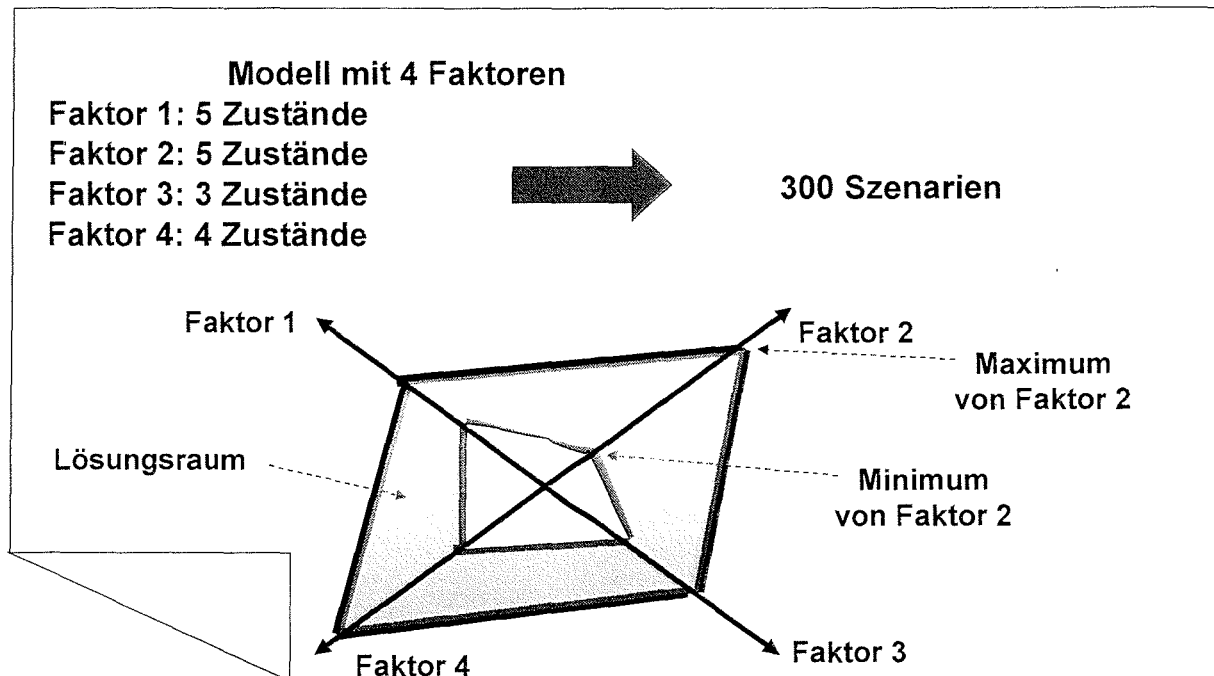 Modell mit 4 Faktoren
Faktor 1: 5 Zustände
Faktor 2: 5 Zustände
Faktor 3: 3 Zustände
Faktor 4: 4 Zustände
300 Szenarien
Faktor 1
Faktor 2
Maximum
von Faktor 2
Lösungsraum
Minimum
von Faktor 2
Faktor 4
Faktor 3